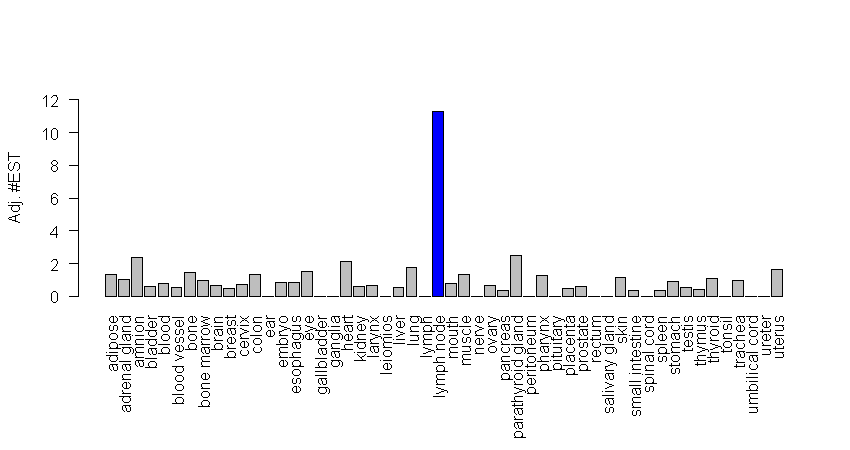 Adj. #EST
12
10
8
6
4
2
0
adipose
adrenal gland
amnion
bladder
blood
blood vessel
bone
bone marrow
brain
breast
cervix
colon
ear
embryo
esophagus
eye
gallbladder
ganglia
heart
kidney
larynx
leiomios
liver
lung
lymph
lymph node
mouth
muscle
nerve
ovary
pancreas
parathyroid gland
peritoneum
pharynx
pituitary
placenta
prostate
rectum
salivary gland
skin
small intestine
spinal cord
spleen
stomach
testis
thymus
thyroid
tonsil
trachea
umbilical cord
ureter
uterus